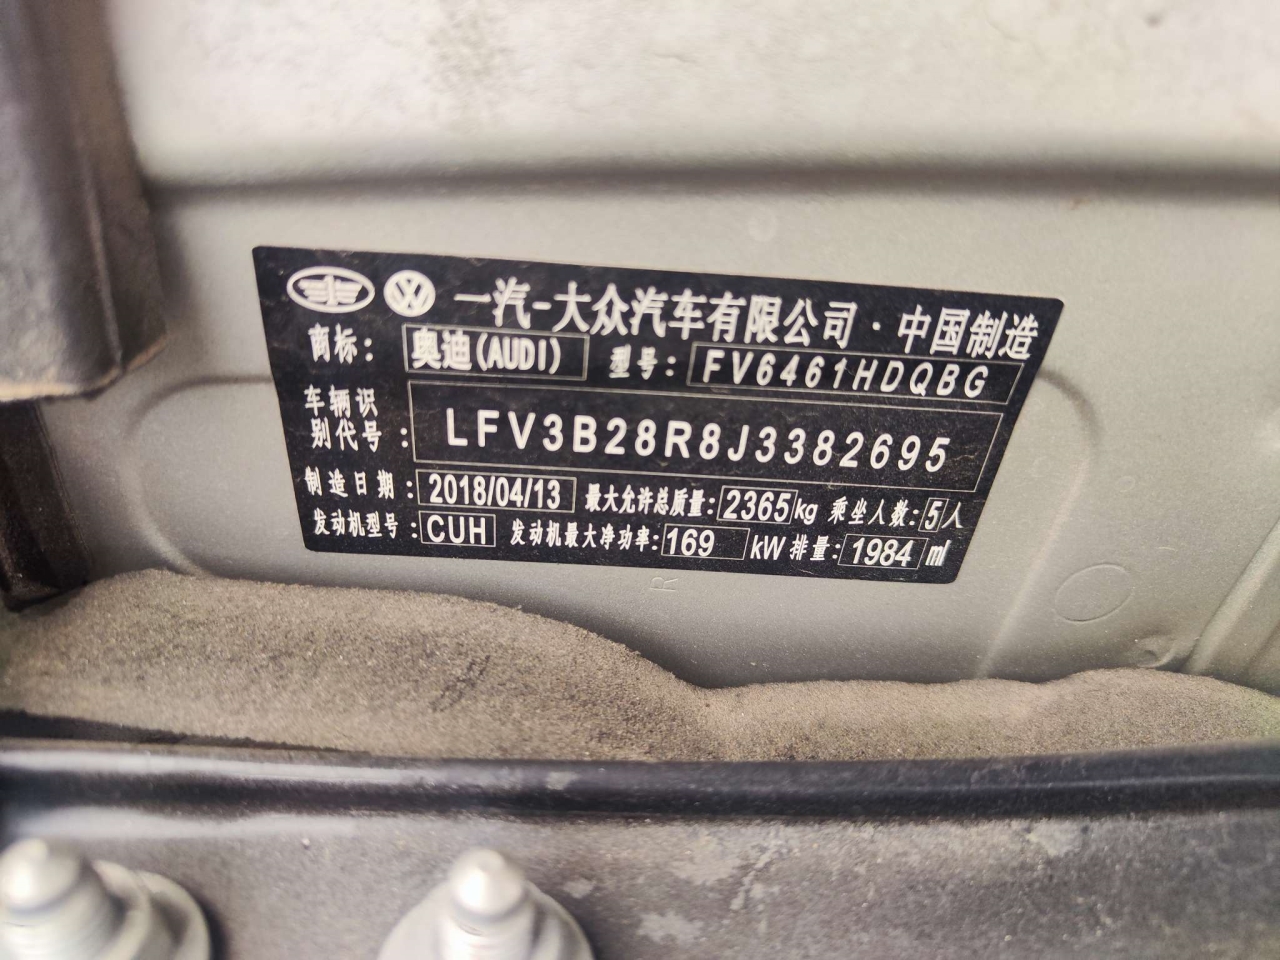 一汽-大众汽车有限公司·中国制造
商标: 奥迪(AUDI) 型号: FV6461HDQBG
车辆识
别代号: LFV3B28R8J3382695
制造日期: 2018/04/13 最大允许总质量: 2365kg 乘坐人数: 5人
发动机型号: CUH 发动机最大净功率: 169 kW 排量: 1984 ml
R